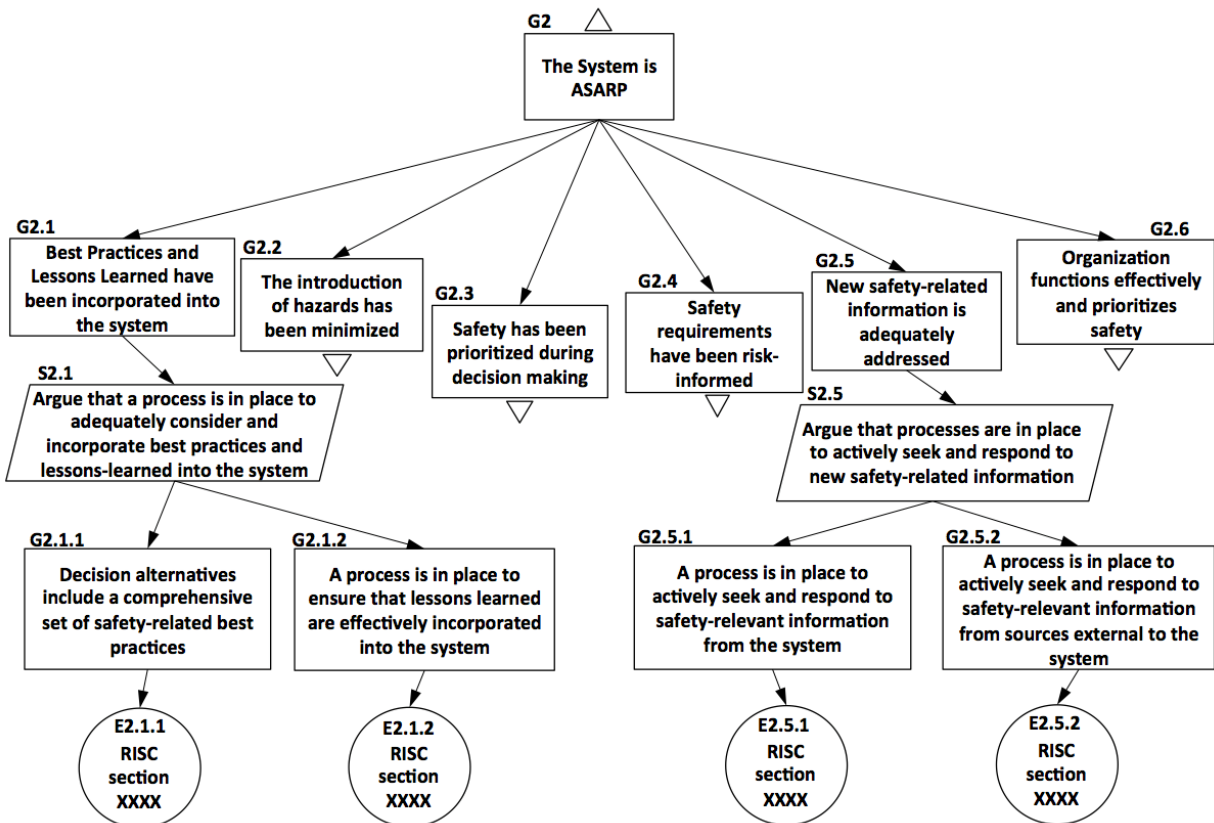 G2
The System is
ASARP
G2.1
Best Practices and
Lessons Learned have
been incorporated into
the system
G2.2
The introduction
of hazards has
been minimized
G2.3
Safety has been
prioritized during
decision making
G2.4
Safety
requirements
have been risk-
informed
G2.5
New safety-related
information is
adequately
addressed
G2.6
Organization
functions effectively
and prioritizes
safety
S2.1
Argue that a process is in place to
adequately consider and
incorporate best practices and
lessons-learned into the system
S2.5
Argue that processes are in place
to actively seek and respond to
new safety-related information
G2.1.1
Decision alternatives
include a comprehensive
set of safety-related best
practices
G2.1.2
A process is in place to
ensure that lessons learned
are effectively incorporated
into the system
G2.5.1
A process is in place to
actively seek and respond to
safety-relevant information
from the system
G2.5.2
A process is in place to
actively seek and respond to
safety-relevant information
from sources external to the
system
E2.1.1
RISC
section
XXXX
E2.1.2
RISC
section
XXXX
E2.5.1
RISC
section
XXXX
E2.5.2
RISC
section
XXXX